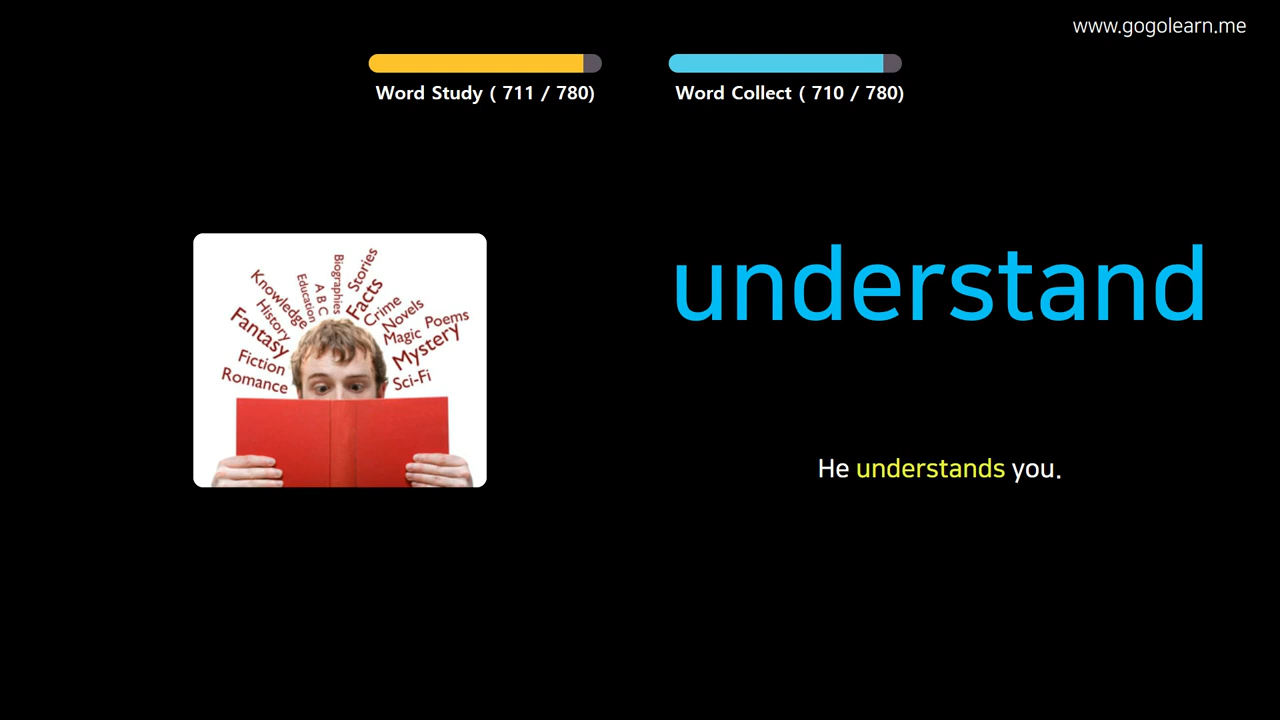 www.gogolearn.me
Word Study ( 711 / 780)
Word Collect ( 710 / 780)
understand
He understands you.
Knowledge
History
Fantasy
Fiction
Romance
Education
A B C
Biographies
Stories
Facts
Crime
Novels
Magic
Poems
Mystery
Sci-Fi